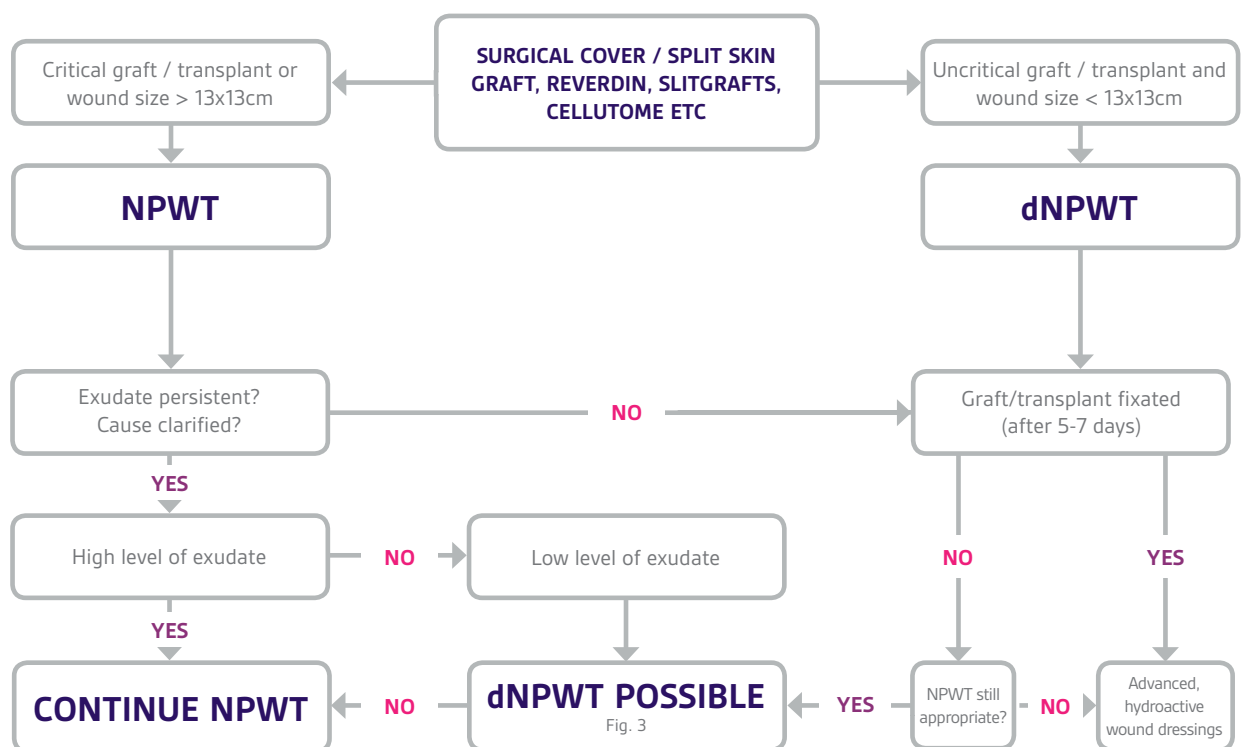 SURGICAL COVER / SPLIT SKIN
GRAFT, REVERDIN, SLITGRAFTS,
CELLUTOME ETC
Critical graft / transplant or
wound size > 13x13cm
Uncritical graft / transplant and
wound size < 13x13cm
NPWT
dNPWT
Exudate persistent?
Cause clarified?
NO
Graft/transplant fixated
(after 5-7 days)
YES
High level of exudate
NO
Low level of exudate
NO
YES
YES
CONTINUE NPWT
NO
dNPWT POSSIBLE
Fig. 3
YES
NPWT still
appropriate?
NO
Advanced,
hydroactive
wound dressings